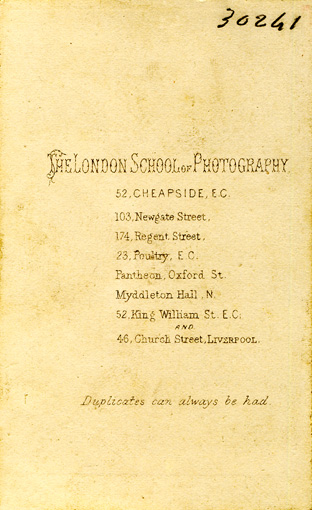 30241
The London School of Photography
52, CHEAPSIDE, E.C.
103, Newgate Street,
174, Regent Street,
23, Poultry, E.C.
Pantheon, Oxford St.
Myddleton Hall, N.
52, King William St. E.C.
AND
46, Church Street, LIVERPOOL.
Duplicates can always be had.